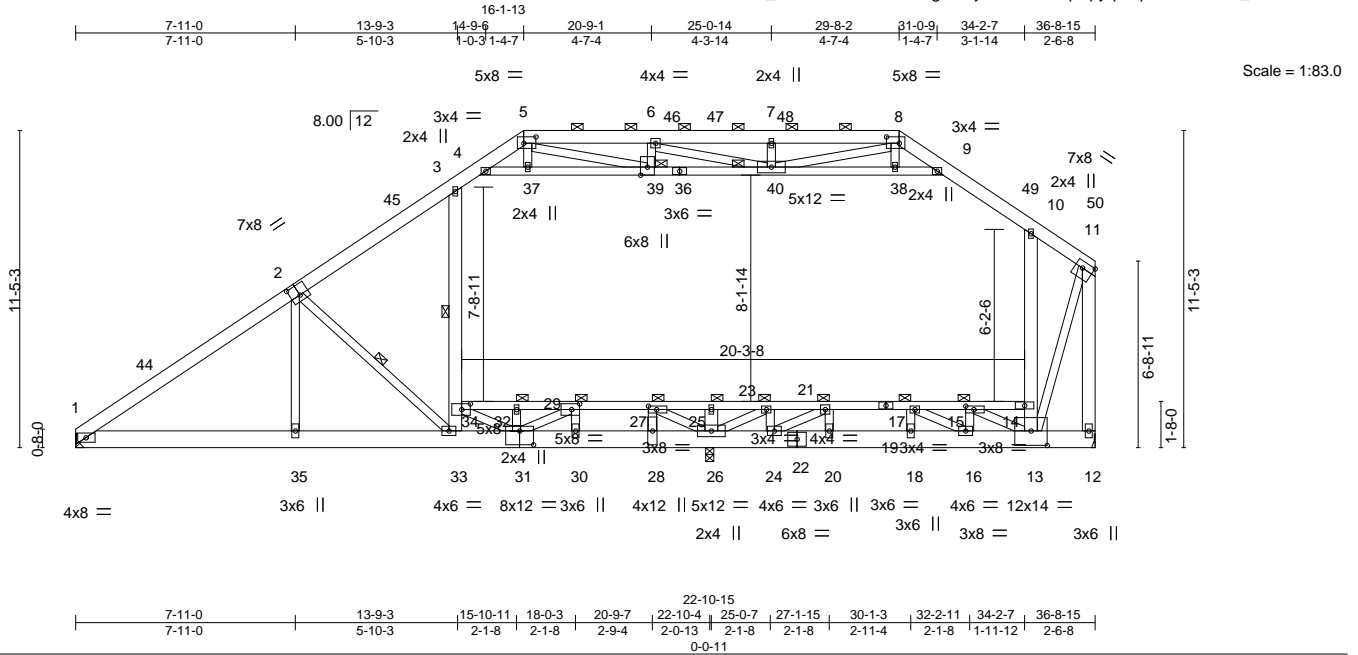 16-1-13
7-11-0 13-9-3 14-9-6 20-9-1 25-0-14 29-8-2 31-0-9 34-2-7 36-8-15
7-11-0 5-10-3 1-0-3 1-4-7 4-7-4 4-3-14 4-7-4 1-4-7 3-1-14 2-6-8
5x8 = 4x4 = 2x4 || 5x8 =
Scale = 1:83.0
8.00 12
3x4 =
2x4 ||
5 6 46 47 7 48 8
3x4 =
9
4
3
7x8
2x4 ||
45
37 39 36 40 38
49
10
50
11
2x4 ||
3x6 =
5x12 =
2x4 ||
6x8 ||
7x8
2
11-5-3
7-8-11
8-1-14
6-2-6
6-8-11
11-5-3
20-3-8
44
1
0-8-0
1-8-0
23 21
34 32 29 27 25 17 15 14
5x8
5x8 =
3x8 =
3x4 =
4x4 =
19
3x4 =
3x8 =
2x4 ||
22
35 33 31 30 28 26 24 20 18 16 13 12
4x8 =
3x6 ||
4x6 =
8x12 =
3x6 ||
4x12 ||
5x12 =
4x6 =
3x6 ||
3x6 =
4x6 =
12x14 =
3x6 ||
2x4 ||
6x8 =
3x8 =
3x6 ||
22-10-15
7-11-0 13-9-3 15-10-11 18-0-3 20-9-7 22-10-4 25-0-7 27-1-15 30-1-3 32-2-11 34-2-7 36-8-15
7-11-0 5-10-3 2-1-8 2-1-8 2-9-4 2-0-13 2-1-8 2-1-8 2-11-4 2-1-8 1-11-12 2-6-8
0-0-11